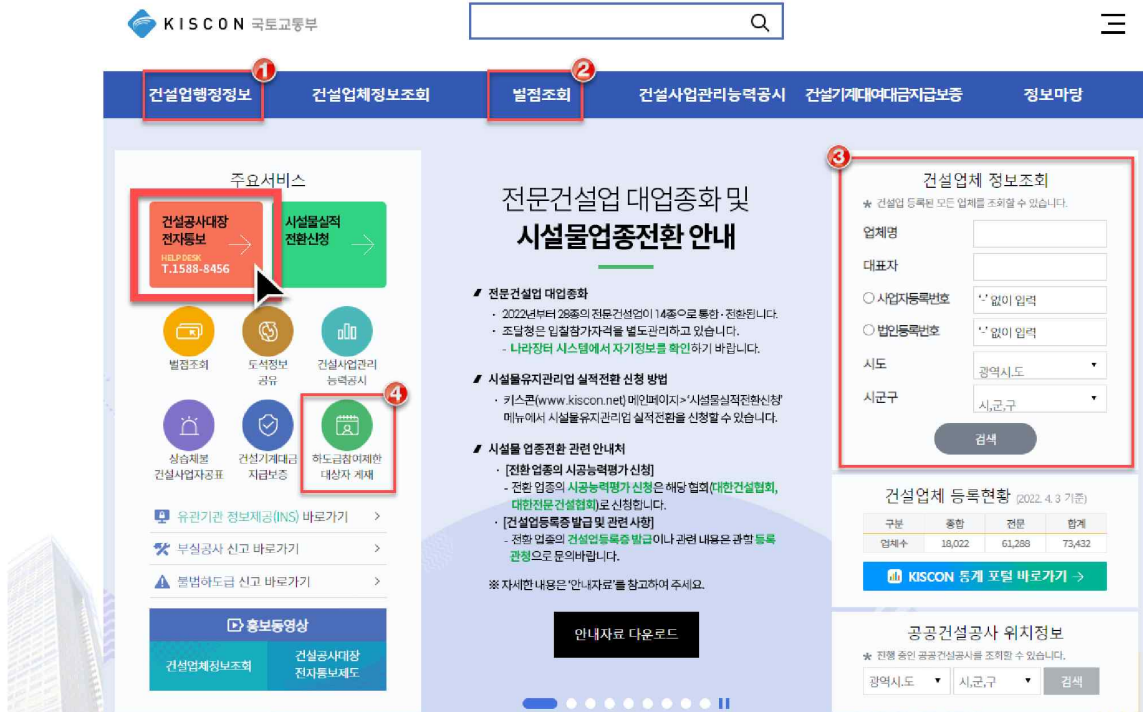 KISCON 국토교통부
1
2
건설업행정정보
건설업체정보조회
벌점조회
건설사업관리능력공시
건설기계대여대금지급보증
정보마당
주요서비스
건설공사대장
전자통보
HELP DESK
T.1588-8456
시설물실적
전환신청
벌점조회
도석정보
공유
건설사업관리
능력공시
4
상습체불
건설사업자공표
건설기계대금
지급보증
하도급참여제한
대상자 게재
유관기관 정보제공(INS) 바로가기
부실공사 신고 바로가기
불법하도급 신고 바로가기
홍보동영상
건설업체정보조회
건설공사대장
전자통보제도
전문건설업 대업종화 및
시설물업종전환 안내
전문건설업 대업종화
· 2022년부터 28종의 전문건설업이 14종으로 통합·전환됩니다.
· 조달청은 입찰참가자격을 별도관리하고 있습니다.
- 나라장터 시스템에서 자기정보를 확인하기 바랍니다.
시설물유지관리업 실적전환 신청 방법
· 키스콘(www.kiscon.net) 메인페이지>'시설물실적전환신청'
메뉴에서 시설물유지관리업 실적전환을 신청할 수 있습니다.
시설물 업종전환 관련 안내처
· [전환 업종의 시공능력평가 신청]
- 전환 업종의 시공능력평가 신청은 해당 협회(대한건설협회,
대한전문건설협회)로 신청합니다.
· [건설업등록증 발급 및 관련 사항]
- 전환 업종의 건설업등록증 발급이나 관련 내용은 관할 등록
관청으로 문의바랍니다.
※ 자세한 내용은 '안내자료'를 참고하여 주세요.
안내자료 다운로드
3
건설업체 정보조회
* 건설업 등록된 모든 업체를 조회할 수 있습니다.
업체명
대표자
사업자등록번호 '-' 없이 입력
법인등록번호 '-' 없이 입력
시도 광역시.도
시군구 시,군,구
검색
건설업체 등록현황 (2022. 4. 3 기준)
구분 종합 전문 합계
업체수 18,022 61,288 73,432
KISCON 통계 포털 바로가기 →
공공건설공사 위치정보
* 진행 중인 공공건설공사를 조회할 수 있습니다.
광역시.도 시,군,구 검색